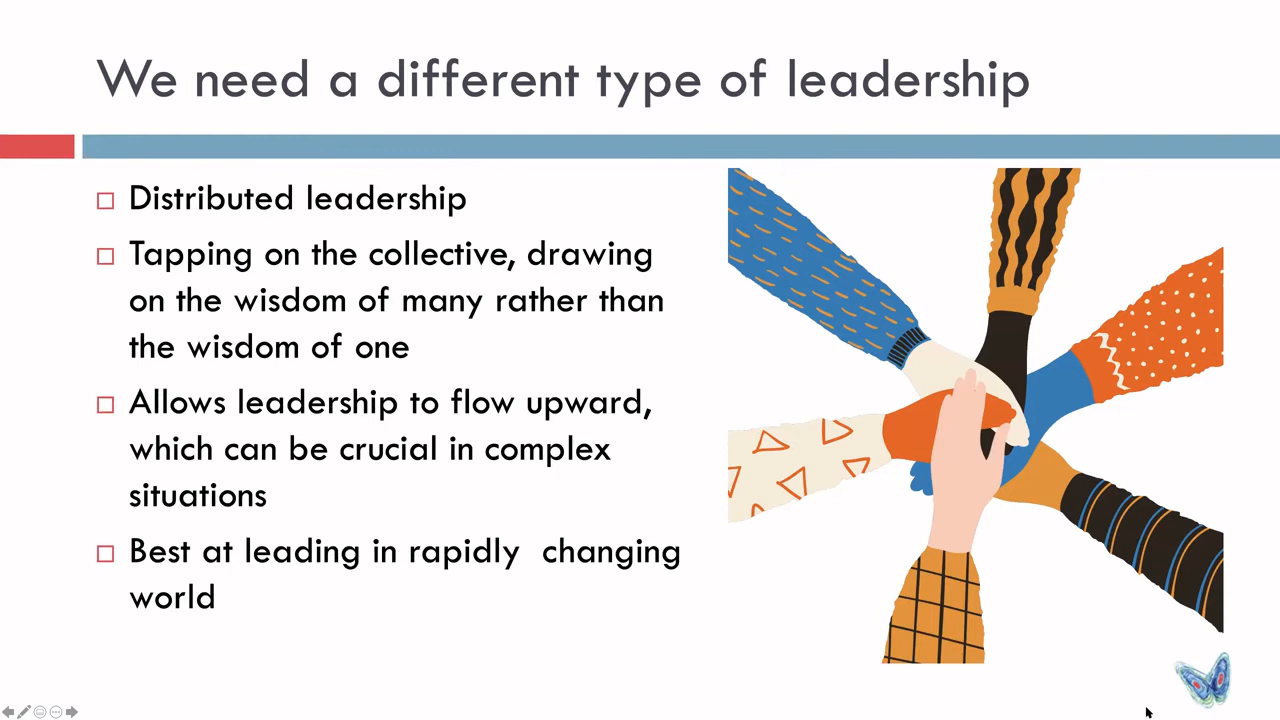 We need a different type of leadership
Distributed leadership
Tapping on the collective, drawing
on the wisdom of many rather than
the wisdom of one
Allows leadership to flow upward,
which can be crucial in complex
situations
Best at leading in rapidly  changing
world